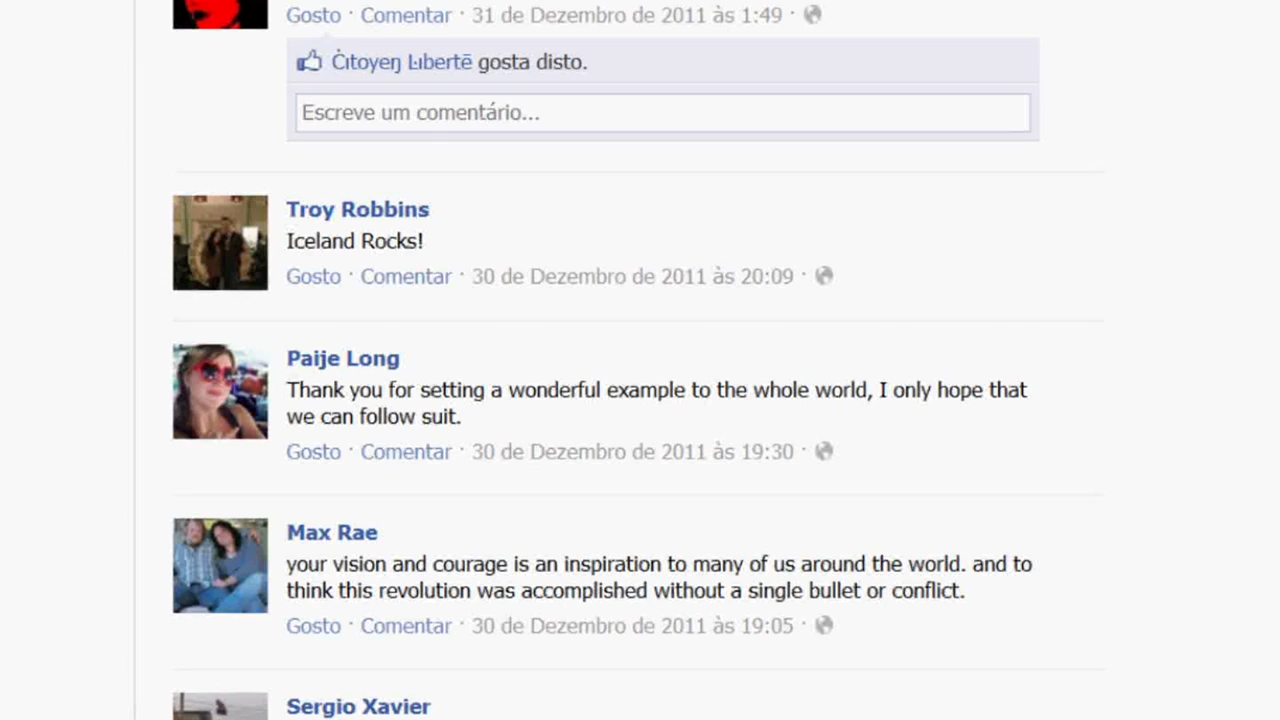 Gosto · Comentar · 31 de Dezembro de 2011 às 1:49 ·
Ċıtoyeŋ Łıbertē gosta disto.
Escreve um comentário...
Troy Robbins
Iceland Rocks!
Gosto · Comentar · 30 de Dezembro de 2011 às 20:09 ·
Paije Long
Thank you for setting a wonderful example to the whole world, I only hope that
we can follow suit.
Gosto · Comentar · 30 de Dezembro de 2011 às 19:30 ·
Max Rae
your vision and courage is an inspiration to many of us around the world. and to
think this revolution was accomplished without a single bullet or conflict.
Gosto · Comentar · 30 de Dezembro de 2011 às 19:05 ·
Sergio Xavier